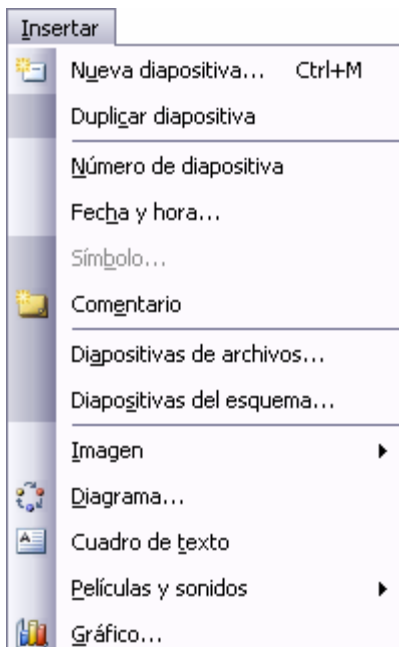 Insertar
Nueva diapositiva... Ctrl+M
Duplicar diapositiva
Número de diapositiva
Fecha y hora...
Símbolo...
Comentario
Diapositivas de archivos...
Diapositivas del esquema...
Imagen
Diagrama...
Cuadro de texto
Películas y sonidos
Gráfico...